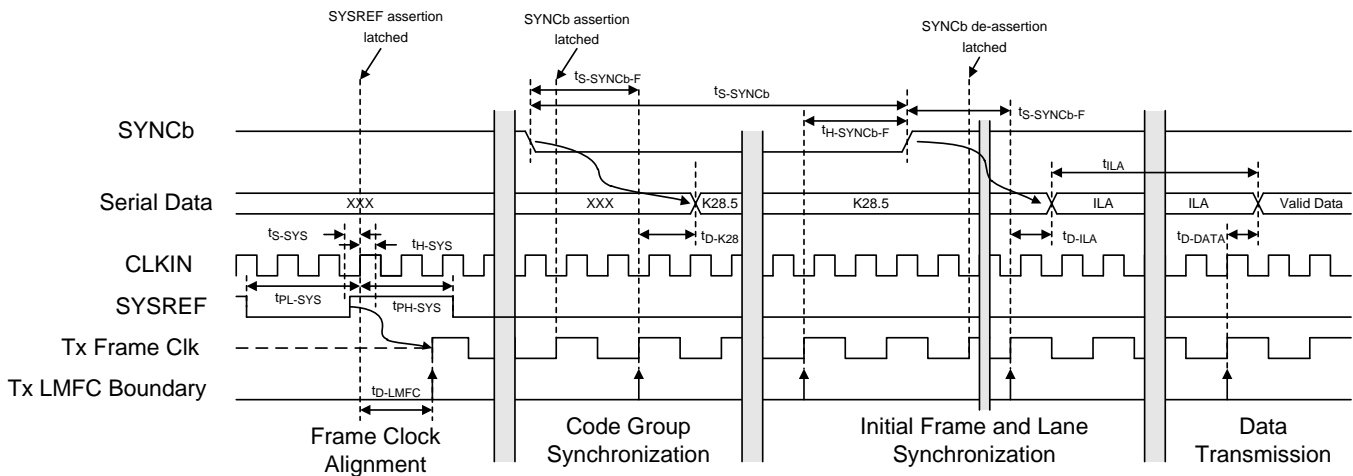 SYSREF assertion
latched
SYNCb assertion
latched
SYNCb de-assertion
latched
tS-SYNCb-F
tS-SYNCb
tS-SYNCb-F
tH-SYNCb-F
SYNCb
tILA
Serial Data
XXX
XXX
K28.5
K28.5
ILA
ILA
Valid Data
tS-SYS
tH-SYS
tD-K28
tD-ILA
tD-DATA
CLKIN
tPL-SYS
tPH-SYS
SYSREF
Tx Frame Clk
Tx LMFC Boundary
tD-LMFC
Frame Clock
Alignment
Code Group
Synchronization
Initial Frame and Lane
Synchronization
Data
Transmission